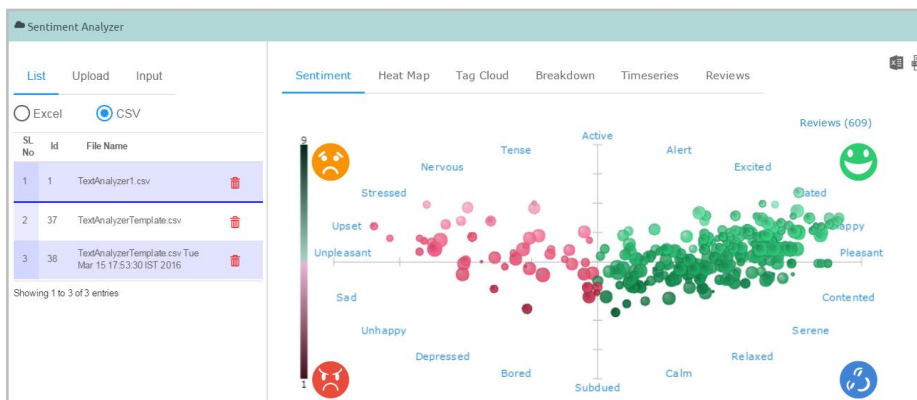 Sentiment Analyzer
List Upload Input
Sentiment Heat Map Tag Cloud Breakdown Timeseries Reviews
Excel CSV
SL No Id File Name
1 1 TextAnalyzer1.csv
2 37 TextAnalyzerTemplate.csv
3 38 TextAnalyzerTemplate.csv Tue
Mar 15 17:53:30 IST 2016
Showing 1 to 3 of 3 entries
Reviews (609)
9
Active
Tense Alert
Nervous Excited
Stressed Elated
Upset Happy
Unpleasant Pleasant
Sad Contented
Unhappy Serene
Depressed Relaxed
Bored Calm
1
Subdued